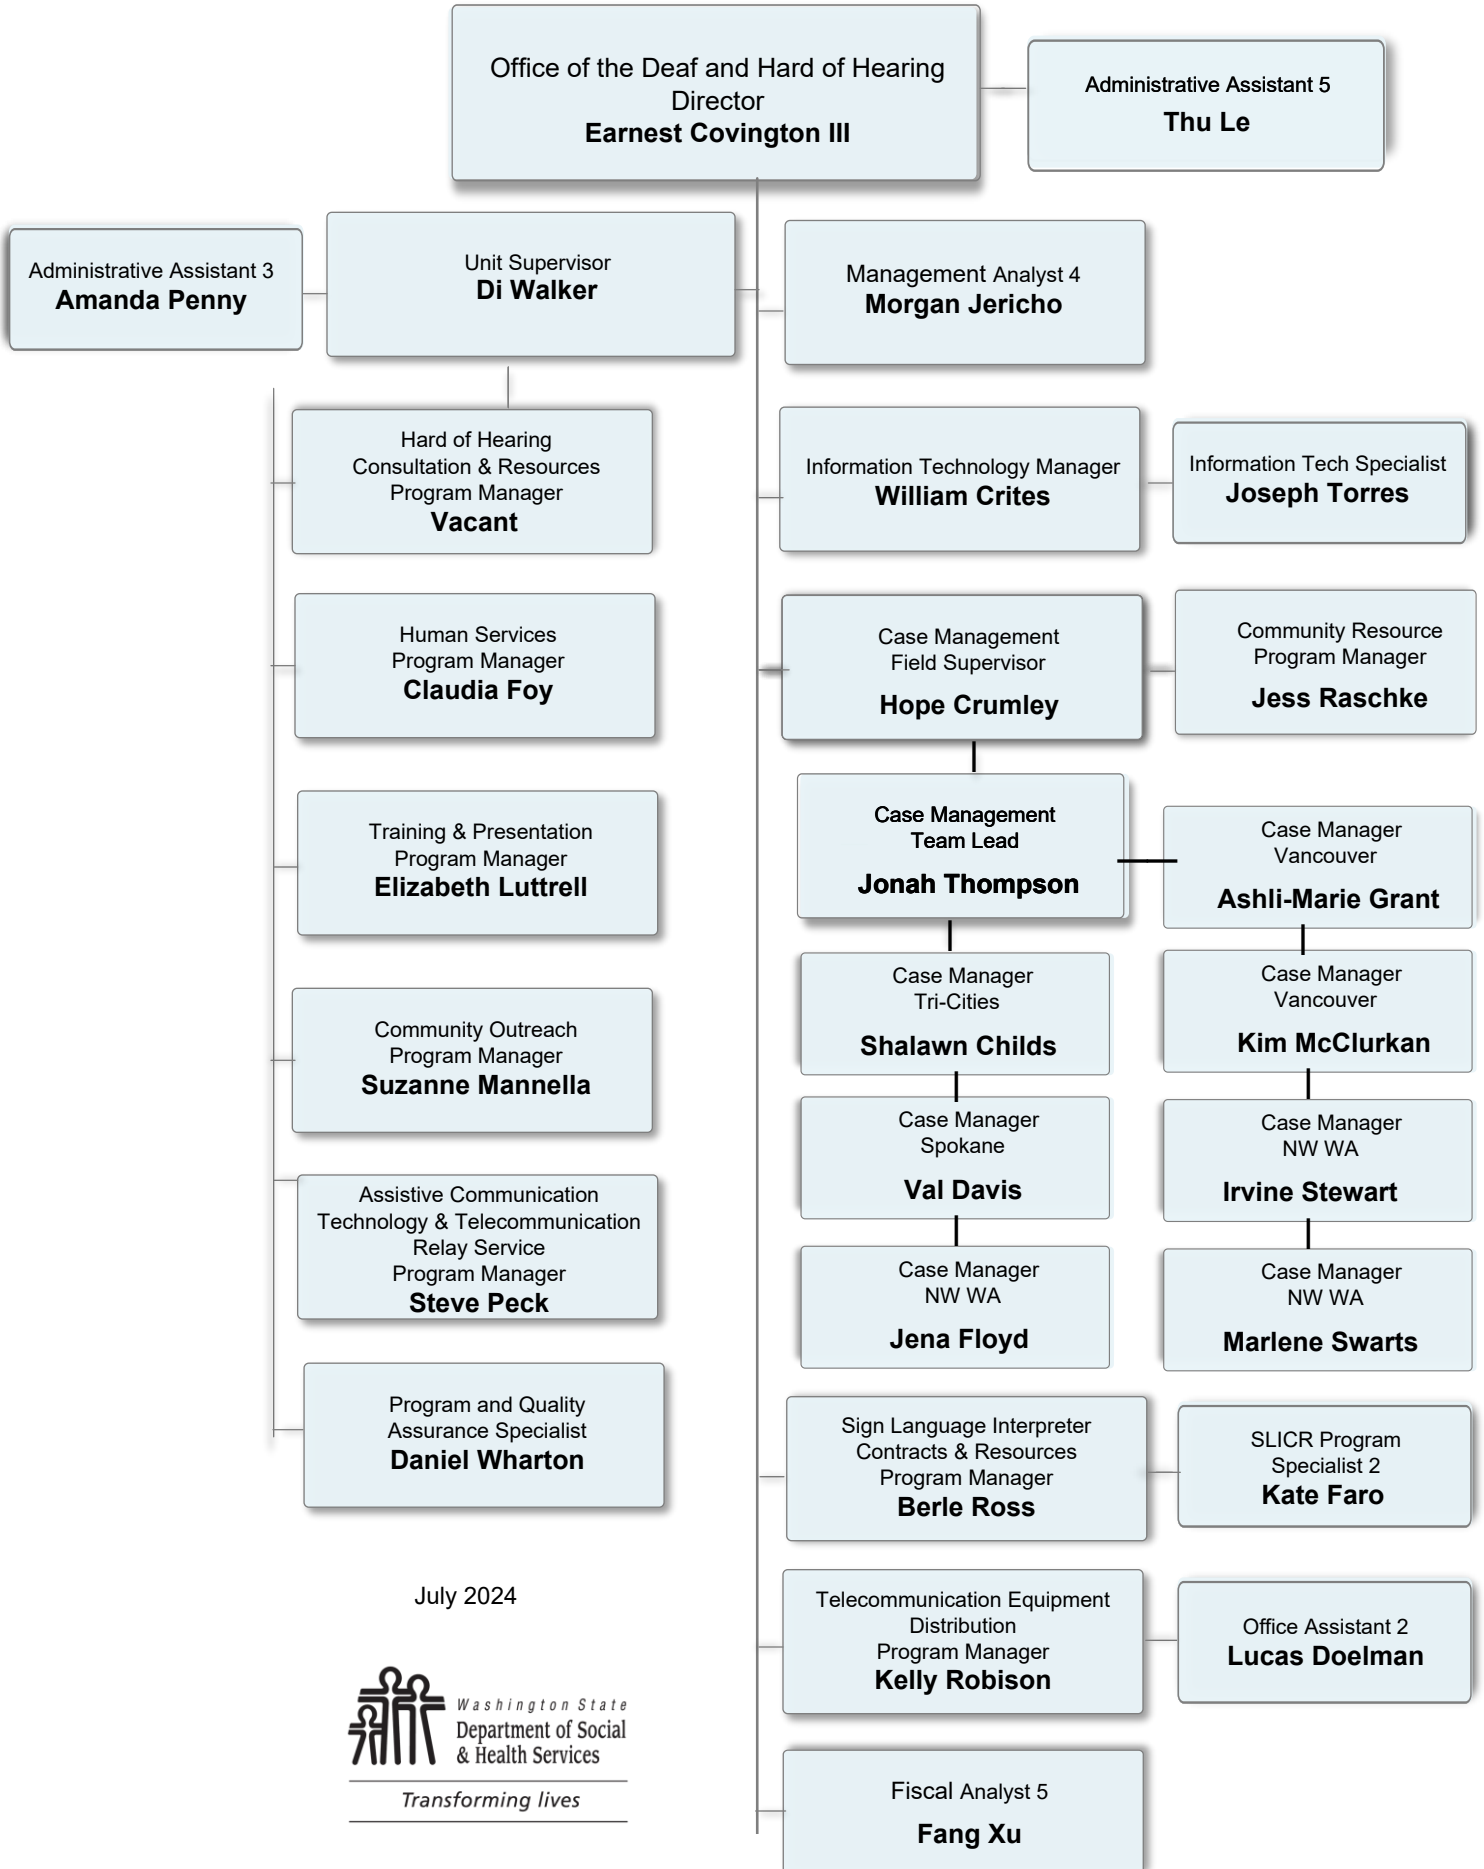 Office of the Deaf and Hard of Hearing
Director
Earnest Covington III
Administrative Assistant 5
Thu Le
Administrative Assistant 3
Amanda Penny
Unit Supervisor
Di Walker
Management Analyst 4
Morgan Jericho
Hard of Hearing
Consultation & Resources
Program Manager
Vacant
Human Services
Program Manager
Claudia Foy
Training & Presentation
Program Manager
Elizabeth Luttrell
Community Outreach
Program Manager
Suzanne Mannella
Assistive Communication
Technology & Telecommunication
Relay Service
Program Manager
Steve Peck
Program and Quality
Assurance Specialist
Daniel Wharton
Information Technology Manager
William Crites
Information Tech Specialist
Joseph Torres
Case Management
Field Supervisor
Hope Crumley
Community Resource
Program Manager
Jess Raschke
Case Management
Team Lead
Jonah Thompson
Case Manager
Vancouver
Ashli-Marie Grant
Case Manager
Tri-Cities
Shalawn Childs
Case Manager
Vancouver
Kim McClurkan
Case Manager
Spokane
Val Davis
Case Manager
NW WA
Irvine Stewart
Case Manager
NW WA
Jena Floyd
Case Manager
NW WA
Marlene Swarts
Sign Language Interpreter
Contracts & Resources
Program Manager
Berle Ross
SLICR Program
Specialist 2
Kate Faro
Telecommunication Equipment
Distribution
Program Manager
Kelly Robison
Office Assistant 2
Lucas Doelman
Fiscal Analyst 5
Fang Xu
July 2024
Washington State
Department of Social
& Health Services
Transforming lives